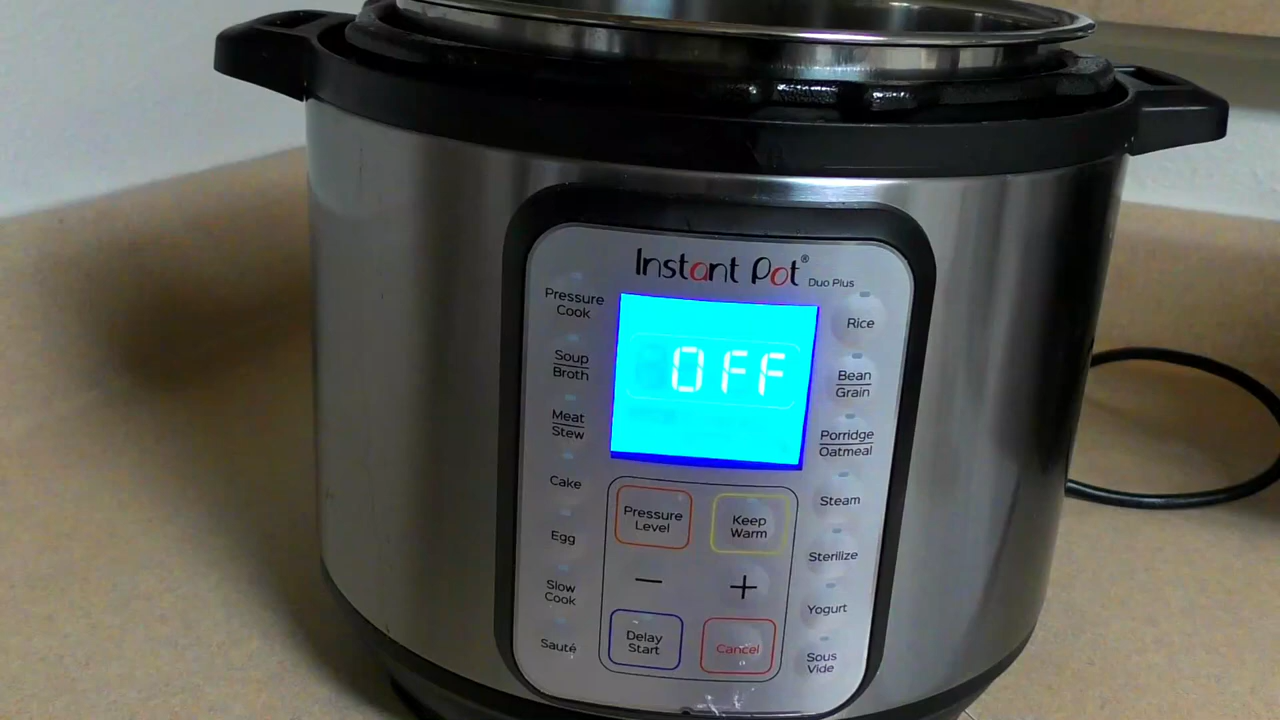 Instant Pot®
Duo Plus
Pressure
Cook
Soup
Broth
Meat
Stew
Cake
Egg
Slow
Cook
Sauté
OFF
Pressure
Level
Keep
Warm
— +
Delay
Start
Cancel
Rice
Bean
Grain
Porridge
Oatmeal
Steam
Sterilize
Yogurt
Sous
Vide